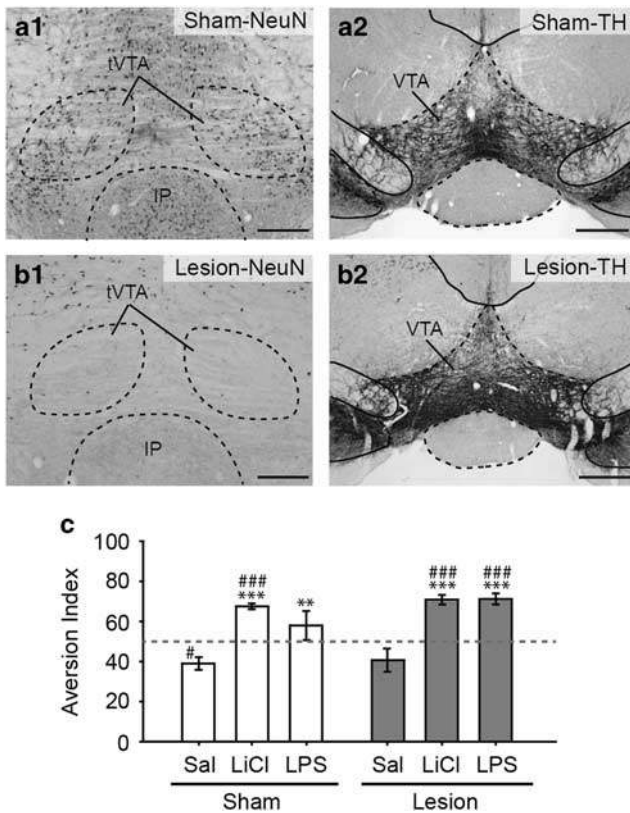 a1 Sham-NeuN
tVTA
IP
a2 Sham-TH
VTA
b1 Lesion-NeuN
tVTA
IP
b2 Lesion-TH
VTA
c
Aversion Index
100
80
60
40
20
0
#
###
***
**
###
***
###
***
Sal LiCl LPS Sal LiCl LPS
Sham Lesion